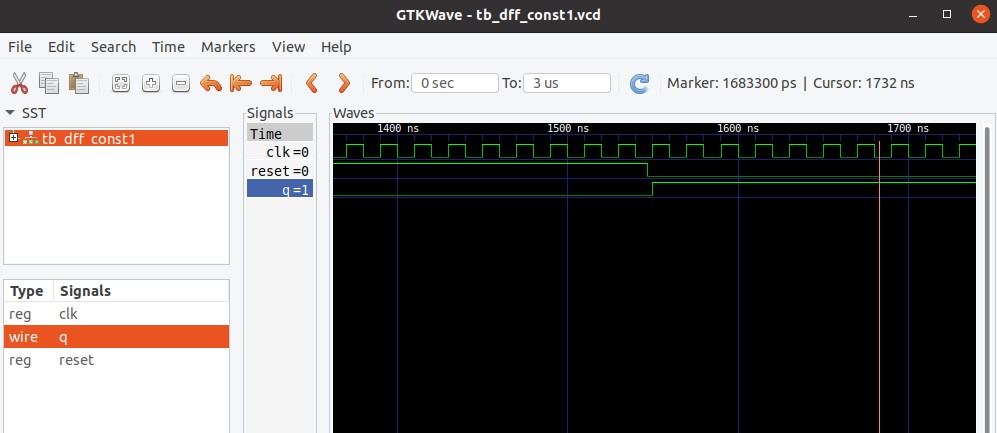 GTKWave - tb_dff_const1.vcd
File Edit Search Time Markers View Help
From: 0 sec To: 3 us Marker: 1683300 ps | Cursor: 1732 ns
SST Signals Waves
tb_dff_const1
Time
1400 ns 1500 ns 1600 ns 1700 ns
clk=0
reset=0
q=1
Type Signals
reg clk
wire q
reg reset